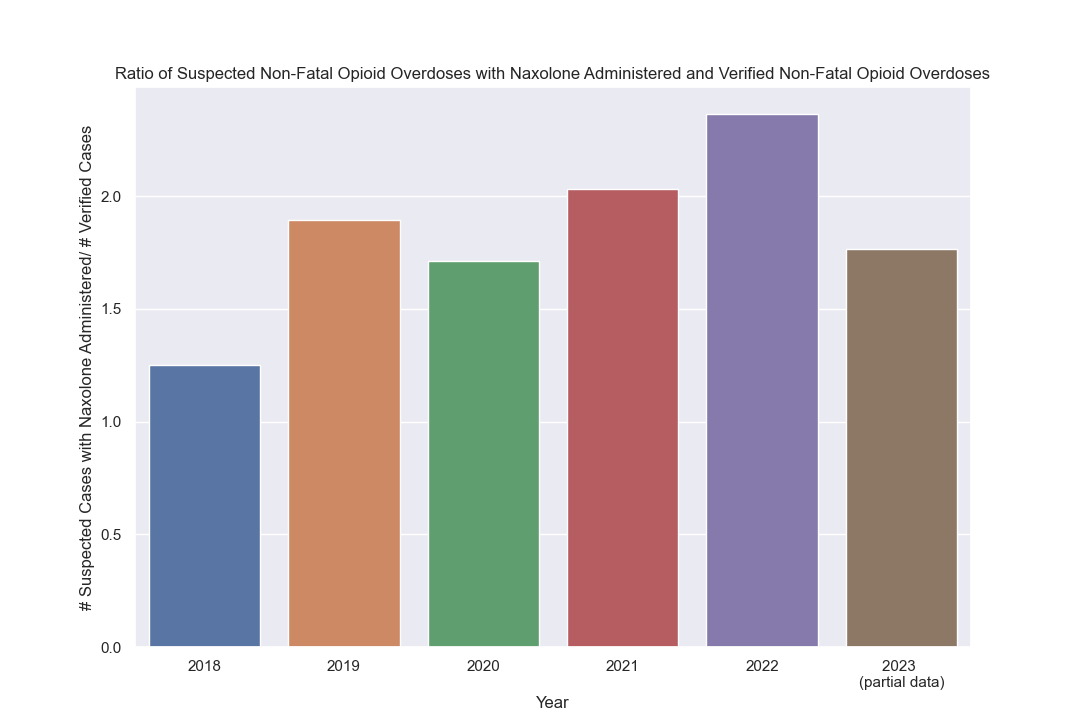 Ratio of Suspected Non-Fatal Opioid Overdoses with Naxolone Administered and Verified Non-Fatal Opioid Overdoses
# Suspected Cases with Naxolone Administered/ # Verified Cases
2.0
1.5
1.0
0.5
0.0
2018 2019 2020 2021 2022 2023
(partial data)
Year